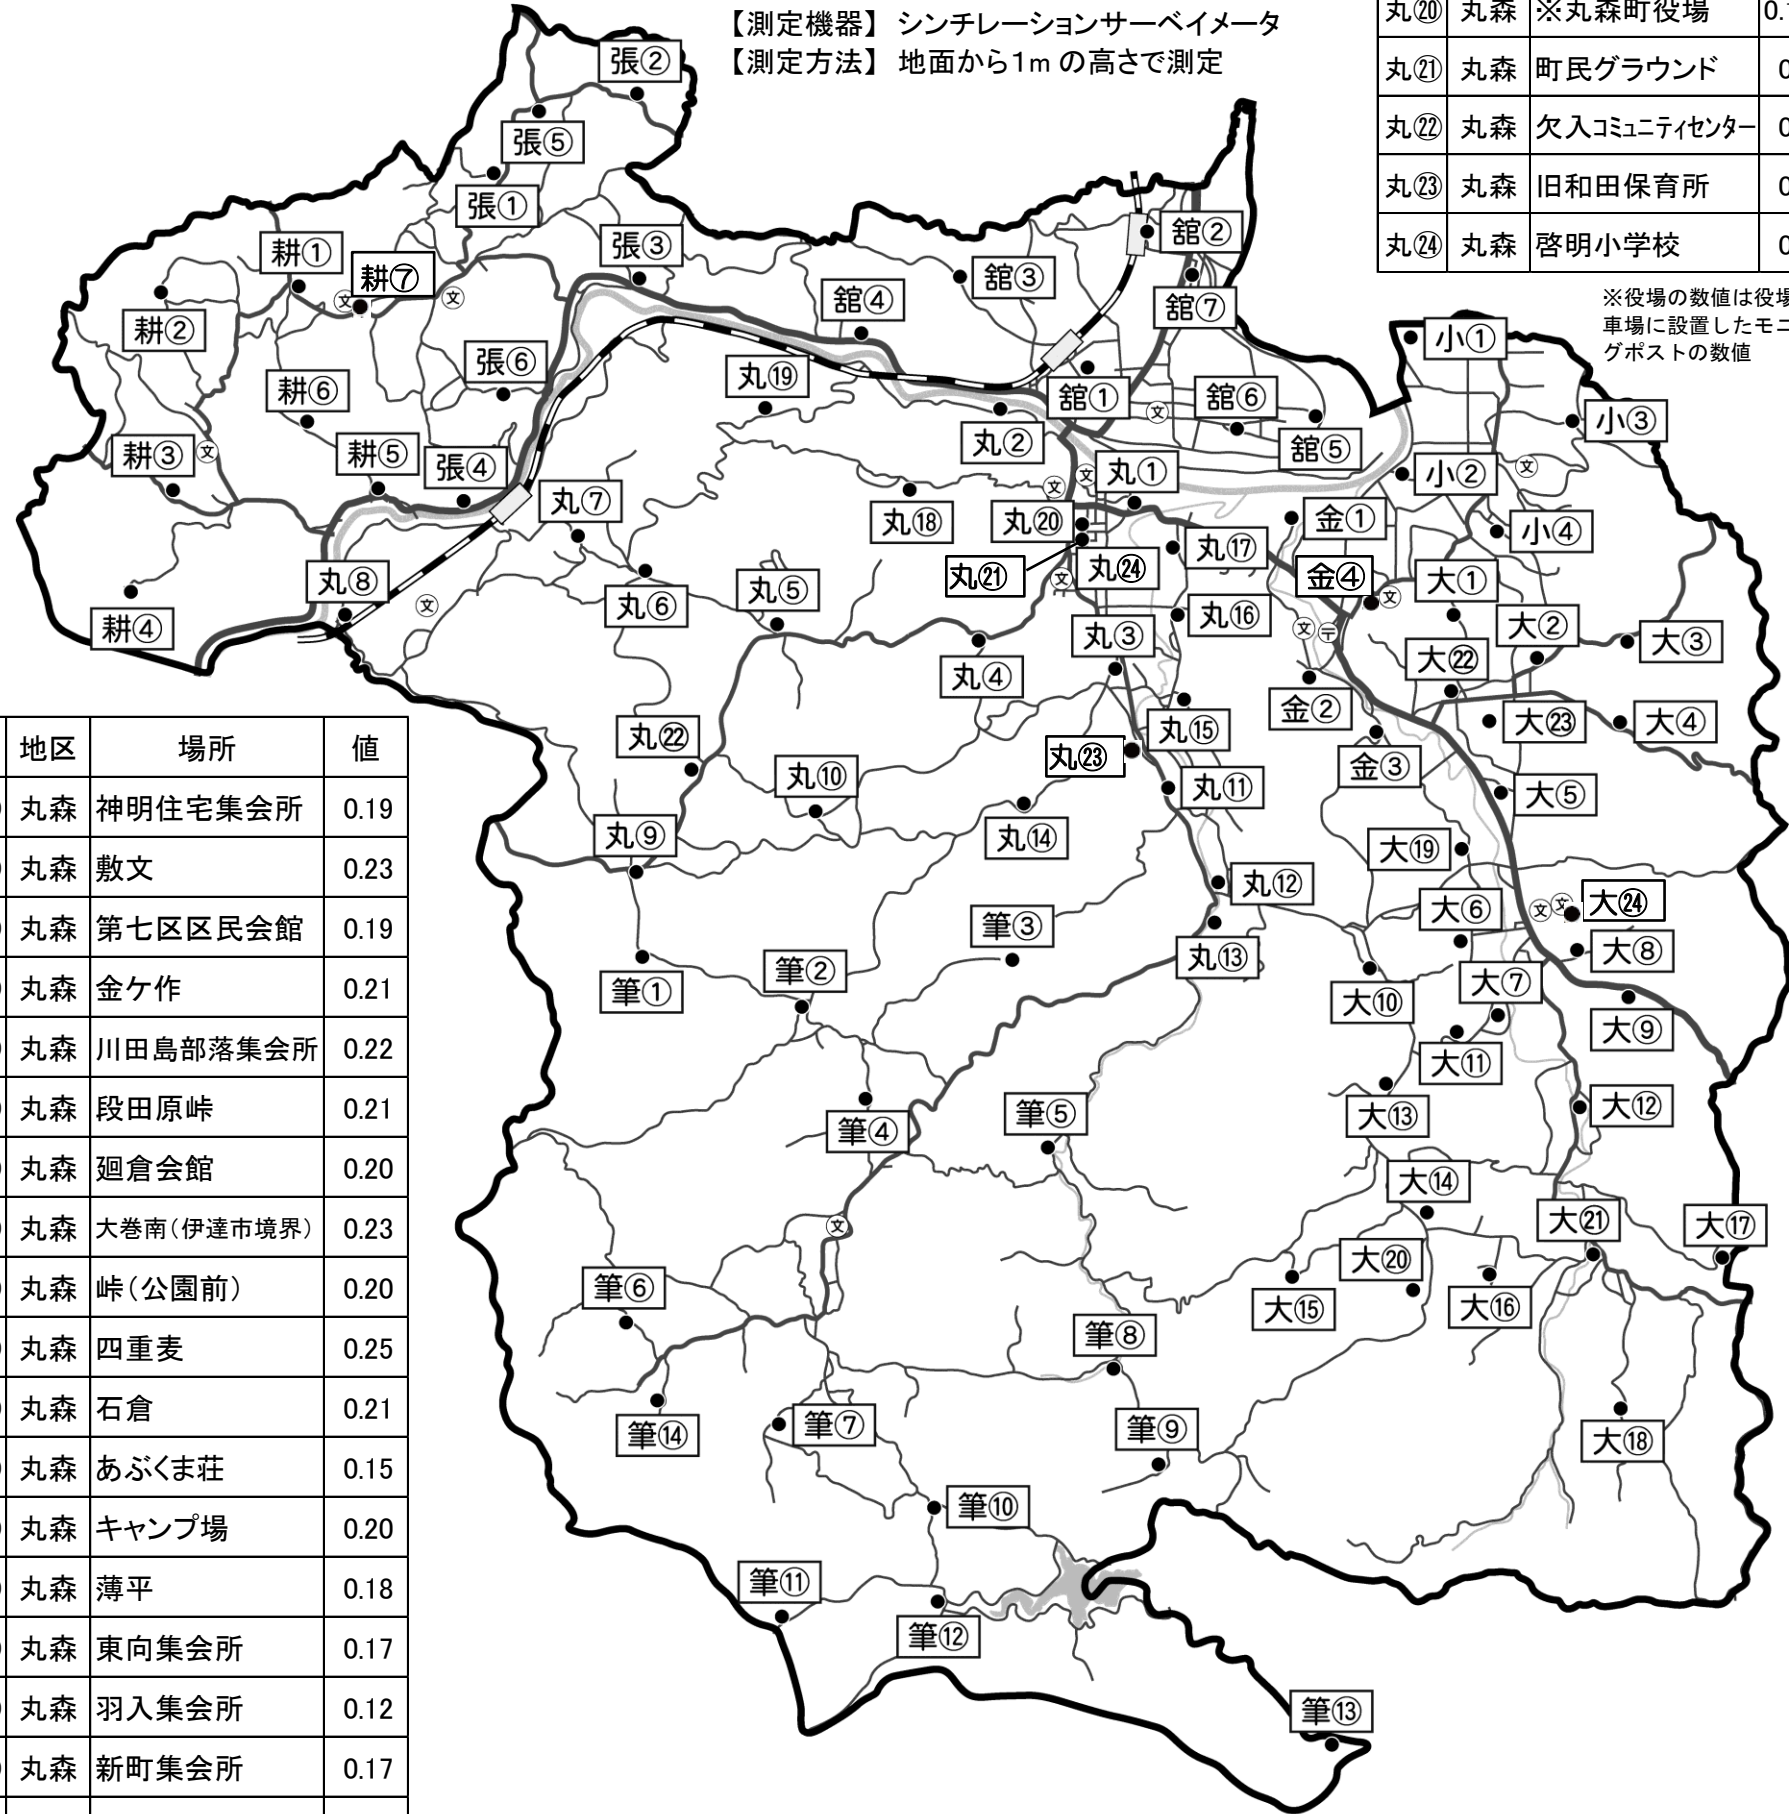 【測定機器】 シンチレーションサーベイメータ
【測定方法】 地面から1m の高さで測定
丸⑳ 丸森 ※丸森町役場
丸㉑ 丸森 町民グラウンド
丸㉒ 丸森 欠入コミュニティセンター
丸㉓ 丸森 旧和田保育所
丸㉔ 丸森 啓明小学校
※役場の数値は役場
車場に設置したモニ
グポストの数値
張②
張⑤
張①
耕①
耕⑦
張③
舘②
舘③
舘④
舘⑦
耕②
小①
張⑥
耕⑥
丸⑲
舘①
舘⑥
小③
耕③
耕⑤
張④
丸②
舘⑤
丸①
小②
丸⑦
丸⑱
丸⑳
金①
小④
丸⑰
丸㉑
丸㉔
金④
大①
丸⑧
丸⑥
丸⑤
耕④
丸③
丸⑯
大②
大③
丸④
大㉒
金②
丸㉒
丸⑮
大㉓
大④
丸㉓
丸⑩
丸⑪
金③
大⑤
丸⑨
丸⑭
大⑲
丸⑫
大⑥
大㉔
筆③
筆②
筆①
丸⑬
大⑧
大⑦
大⑩
大⑨
大⑪
筆④
筆⑤
大⑬
大⑫
大⑭
大㉑
大⑰
筆⑥
大⑳
大⑮
大⑯
筆⑧
筆⑭
筆⑦
筆⑨
大⑱
筆⑩
筆⑪
筆⑫
筆⑬
地区 場所 値
丸森 神明住宅集会所 0.19
丸森 敷文 0.23
丸森 第七区区民会館 0.19
丸森 金ケ作 0.21
丸森 川田島部落集会所 0.22
丸森 段田原峠 0.21
丸森 廻倉会館 0.20
丸森 大巻南（伊達市境界） 0.23
丸森 峠（公園前） 0.20
丸森 四重麦 0.25
丸森 石倉 0.21
丸森 あぶくま荘 0.15
丸森 キャンプ場 0.20
丸森 薄平 0.18
丸森 東向集会所 0.17
丸森 羽入集会所 0.12
丸森 新町集会所 0.17